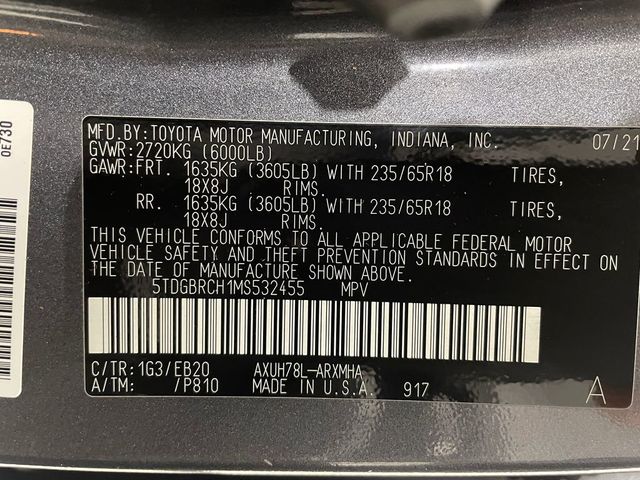 MFD.BY:TOYOTA MOTOR MANUFACTURING, INDIANA, INC. 07/21
GVWR:2720KG (6000LB)
GAWR:FRT. 1635KG (3605LB) WITH 235/65R18 TIRES,
18X8J RIMS.
RR. 1635KG (3605LB) WITH 235/65R18 TIRES,
18X8J RIMS.
THIS VEHICLE CONFORMS TO ALL APPLICABLE FEDERAL MOTOR
VEHICLE SAFETY AND THEFT PREVENTION STANDARDS IN EFFECT ON
THE DATE OF MANUFACTURE SHOWN ABOVE.
5TDGBRCH1MS532455 MPV
C/TR:1G3/EB20 AXUH78L-ARXMHA
A/TM: /P810 MADE IN U.S.A. 917 A
0E730